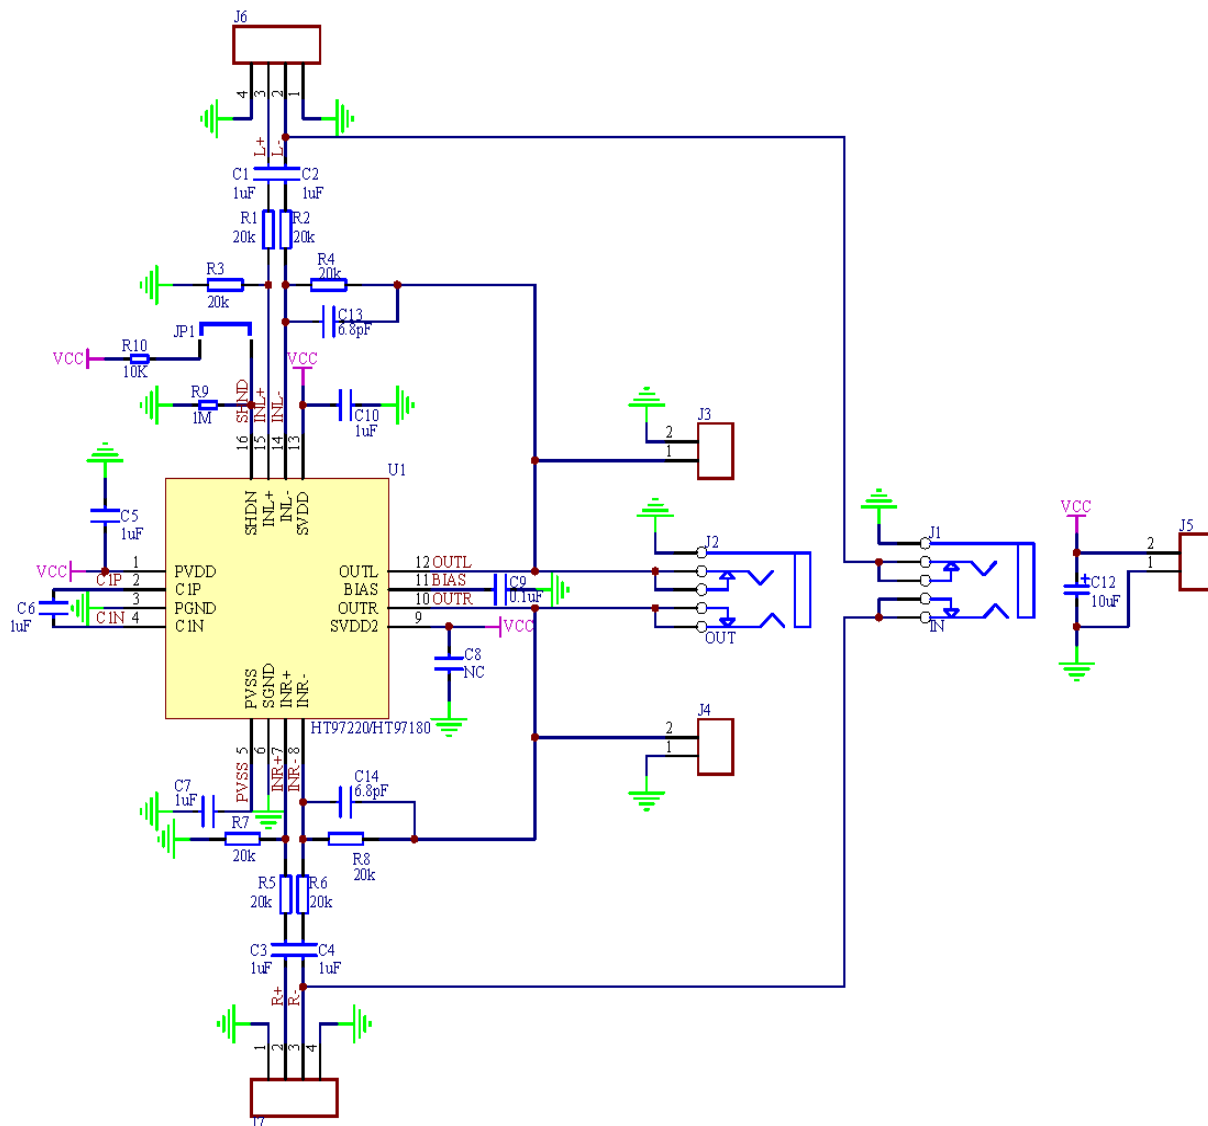 J6
4 3 2 1
L+ L-
C1 C2
1uF 1uF
R1 R2
20k 20k
R3 R4
20k 20k
JP1 C13
6.8pF
R10
VCC 10K VCC
R9
1M
SHND INL+ INL-
C10
1uF
16 15 14 13
J3
2
1
U1
SHDN INL+ INL- SVDD
C5
1uF
VCC
1 PVDD
C1P 2 C1P
3 PGND
C1N 4 C1N
C6
1uF
OUTL 12 OUTL
BIAS 11 BIAS
OUTR 10 OUTR
SVDD2 9 VCC
C9
0.1uF
C8
NC
J2
OUT
J1
IN
VCC
C12
+
10uF
J5
2
1
PVSS SGND INR+ INR-
HT97220/HT97180
5 6 7 8
PVSS INR+ INR-
J4
2
1
C7
1uF
C14
6.8pF
R7
20k
R8
20k
R5 R6
20k 20k
C3 C4
1uF 1uF
R+ R-
1 2 3 4
J7